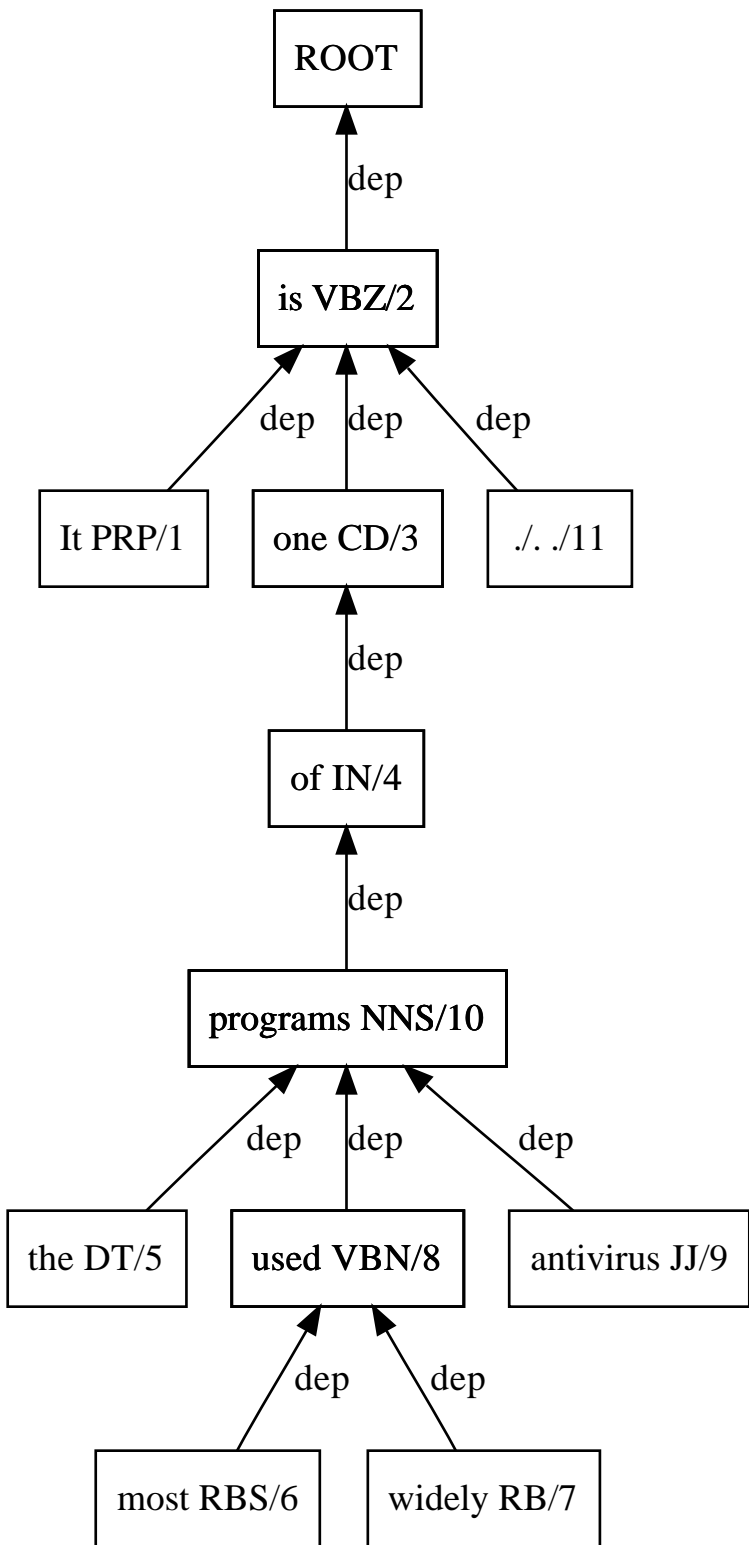 ROOT
dep
is VBZ/2
dep dep dep
It PRP/1 one CD/3 ./. ./11
dep
of IN/4
dep
programs NNS/10
dep dep dep
the DT/5 used VBN/8 antivirus JJ/9
dep dep
most RBS/6 widely RB/7